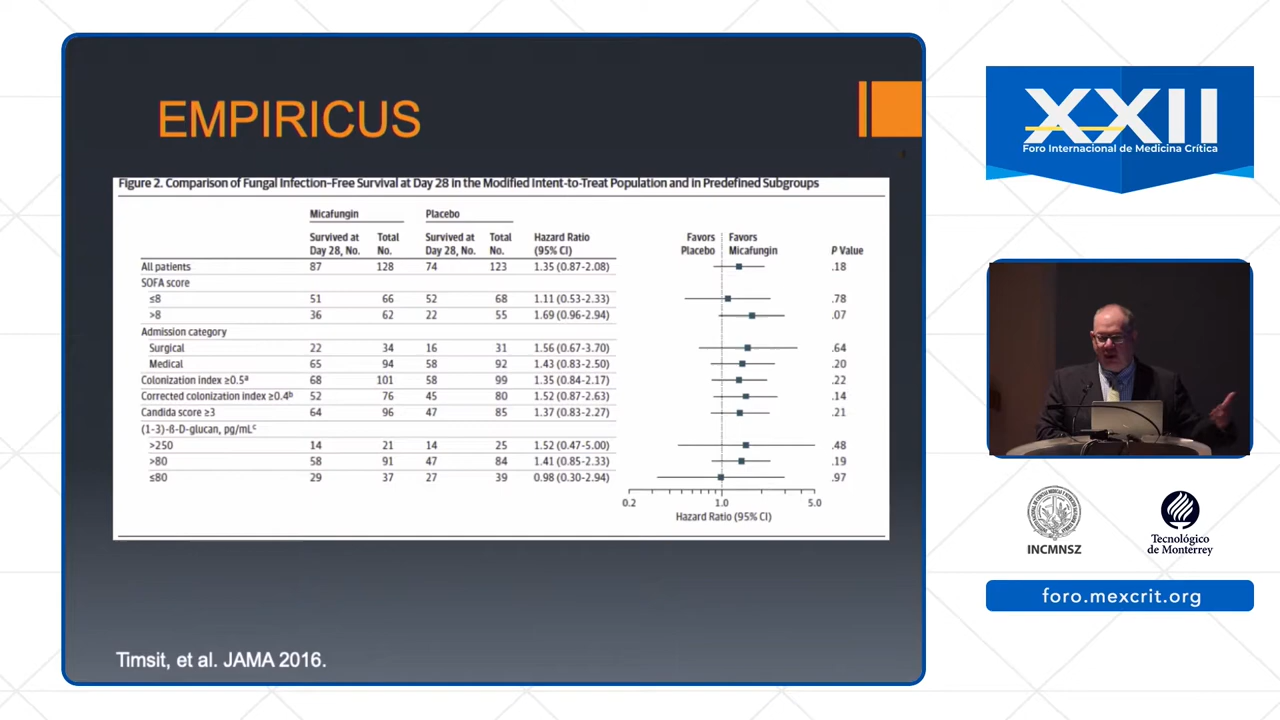 EMPIRICUS
Figure 2. Comparison of Fungal Infection–Free Survival at Day 28 in the Modified Intent-to-Treat Population and in Predefined Subgroups
Micafungin Placebo
Survived at Total Survived at Total Hazard Ratio Favors Favors
Day 28, No. No. Day 28, No. No. (95% CI) Placebo Micafungin P Value
All patients 87 128 74 123 1.35 (0.87-2.08) .18
SOFA score
≤8 51 66 52 68 1.11 (0.53-2.33) .78
>8 36 62 22 55 1.69 (0.96-2.94) .07
Admission category
Surgical 22 34 16 31 1.56 (0.67-3.70) .64
Medical 65 94 58 92 1.43 (0.83-2.50) .20
Colonization index ≥0.5ᵃ 68 101 58 99 1.35 (0.84-2.17) .22
Corrected colonization index ≥0.4ᵇ 52 76 45 80 1.52 (0.87-2.63) .14
Candida score ≥3 64 96 47 85 1.37 (0.83-2.27) .21
(1-3)-ß-D-glucan, pg/mLᶜ
>250 14 21 14 25 1.52 (0.47-5.00) .48
>80 58 91 47 84 1.41 (0.85-2.33) .19
≤80 29 37 27 39 0.98 (0.30-2.94) .97
0.2 1.0 5.0
Hazard Ratio (95% CI)
Timsit, et al. JAMA 2016.
XXII
Foro Internacional de Medicina Crítica
INCMNSZ
Tecnológico
de Monterrey
foro.mexcrit.org